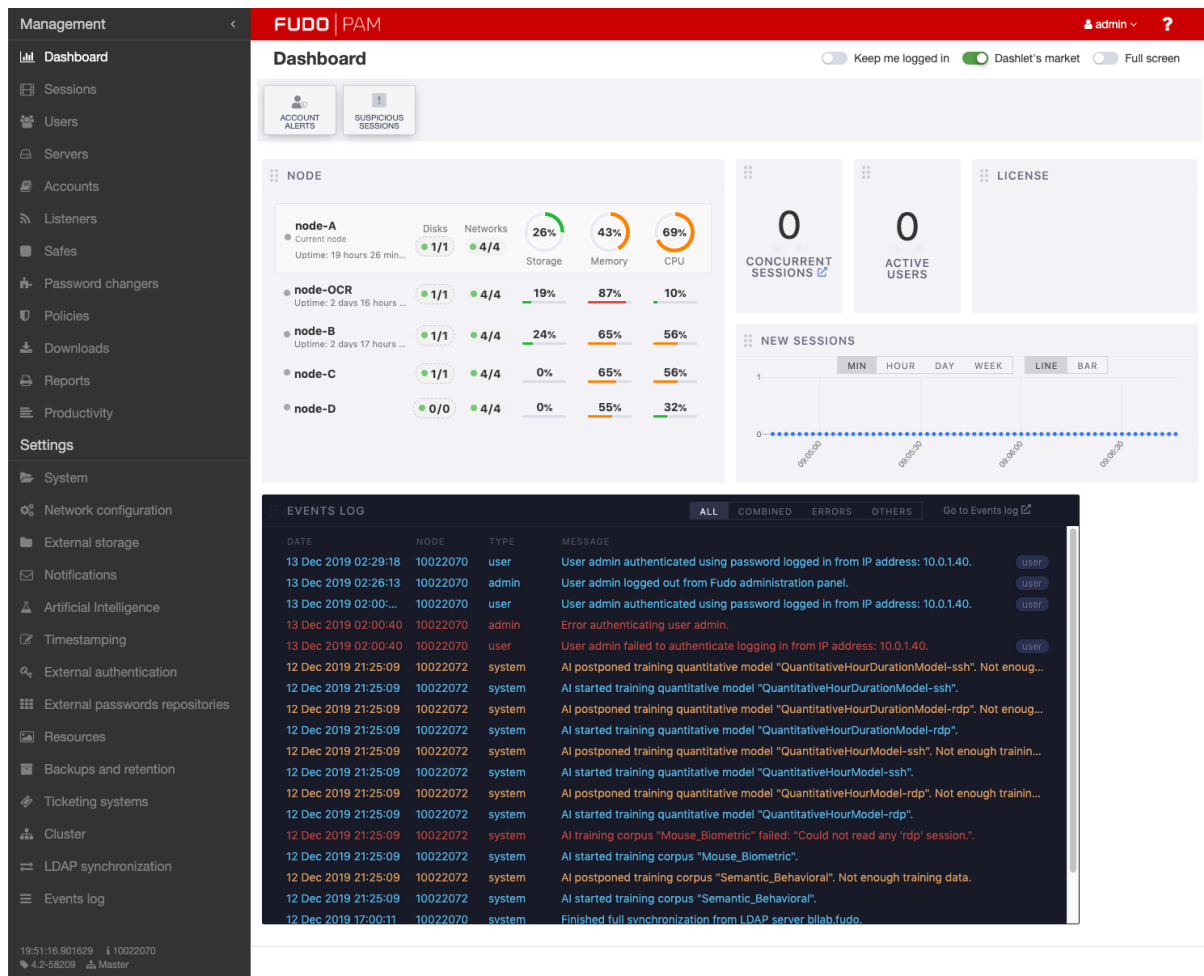 Management
FUDO PAM
admin
?
Dashboard
Dashboard
Keep me logged in
Dashlet's market
Full screen
Sessions
Users
Servers
Accounts
Listeners
Safes
Password changers
Policies
Downloads
Reports
Productivity
Settings
System
Network configuration
External storage
Notifications
Artificial Intelligence
Timestamping
External authentication
External passwords repositories
Resources
Backups and retention
Ticketing systems
Cluster
LDAP synchronization
Events log
19:51:16.901629 10022070
4.2-58209 Master
ACCOUNT
ALERTS
SUSPICIOUS
SESSIONS
NODE
node-A
Current node
Uptime: 19 hours 26 min...
Disks
1/1
Networks
4/4
26%
Storage
43%
Memory
69%
CPU
node-OCR
Uptime: 2 days 16 hours ...
1/1 4/4 19% 87% 10%
node-B
Uptime: 2 days 17 hours ...
1/1 4/4 24% 65% 56%
node-C 1/1 4/4 0% 65% 56%
node-D 0/0 4/4 0% 55% 32%
0
CONCURRENT
SESSIONS
0
ACTIVE
USERS
LICENSE
NEW SESSIONS
MIN HOUR DAY WEEK LINE BAR
1
0
09:05:00 09:05:30 09:06:00 09:06:30
EVENTS LOG
ALL COMBINED ERRORS OTHERS Go to Events log
DATE NODE TYPE MESSAGE
13 Dec 2019 02:29:18 10022070 user User admin authenticated using password logged in from IP address: 10.0.1.40. user
13 Dec 2019 02:26:13 10022070 admin User admin logged out from Fudo administration panel. user
13 Dec 2019 02:00:... 10022070 user User admin authenticated using password logged in from IP address: 10.0.1.40. user
13 Dec 2019 02:00:40 10022070 admin Error authenticating user admin.
13 Dec 2019 02:00:40 10022070 user User admin failed to authenticate logging in from IP address: 10.0.1.40. user
12 Dec 2019 21:25:09 10022072 system AI postponed training quantitative model "QuantitativeHourDurationModel-ssh". Not enoug...
12 Dec 2019 21:25:09 10022072 system AI started training quantitative model "QuantitativeHourDurationModel-ssh".
12 Dec 2019 21:25:09 10022072 system AI postponed training quantitative model "QuantitativeHourDurationModel-rdp". Not enoug...
12 Dec 2019 21:25:09 10022072 system AI started training quantitative model "QuantitativeHourDurationModel-rdp".
12 Dec 2019 21:25:09 10022072 system AI postponed training quantitative model "QuantitativeHourModel-ssh". Not enough trainin...
12 Dec 2019 21:25:09 10022072 system AI started training quantitative model "QuantitativeHourModel-ssh".
12 Dec 2019 21:25:09 10022072 system AI postponed training quantitative model "QuantitativeHourModel-rdp". Not enough trainin...
12 Dec 2019 21:25:09 10022072 system AI started training quantitative model "QuantitativeHourModel-rdp".
12 Dec 2019 21:25:09 10022072 system AI training corpus "Mouse_Biometric" failed: "Could not read any 'rdp' session.".
12 Dec 2019 21:25:09 10022072 system AI started training corpus "Mouse_Biometric".
12 Dec 2019 21:25:09 10022072 system AI postponed training corpus "Semantic_Behavioral". Not enough training data.
12 Dec 2019 21:25:09 10022072 system AI started training corpus "Semantic_Behavioral".
12 Dec 2019 17:00:11 10022070 system Finished full synchronization from LDAP server bllab.fudo.